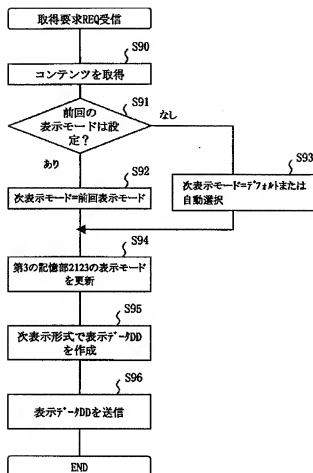 取得要求REQ受信
S90
コンテンツを取得
S91
前回の
表示モードは設
定?
なし
あり
S92
次表示モード=前回表示モード
S93
次表示モード=デフォルトまたは
自動選択
S94
第3の記憶部2123の表示モード
を更新
S95
次表示形式で表示データDD
を作成
S96
表示データDDを送信
END